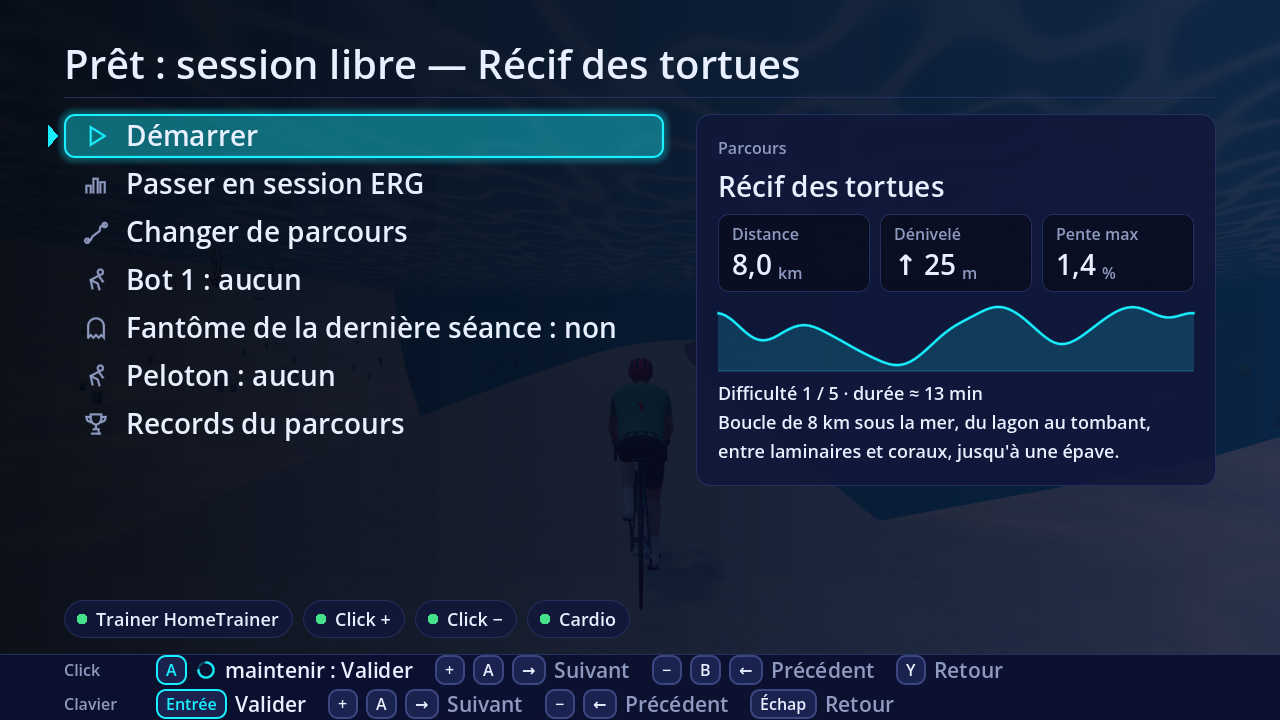 Prêt : session libre — Récif des tortues
Démarrer
Passer en session ERG
Changer de parcours
Bot 1 : aucun
Fantôme de la dernière séance : non
Peloton : aucun
Records du parcours
Parcours
Récif des tortues
Distance
8,0 km
Dénivelé
↑ 25 m
Pente max
1,4 %
Difficulté 1 / 5 · durée ≈ 13 min
Boucle de 8 km sous la mer, du lagon au tombant,
entre laminaires et coraux, jusqu'à une épave.
Trainer HomeTrainer
Click +
Click −
Cardio
Click A maintenir : Valider + A → Suivant − B ← Précédent Y Retour
Clavier Entrée Valider + A → Suivant − ← Précédent Échap Retour